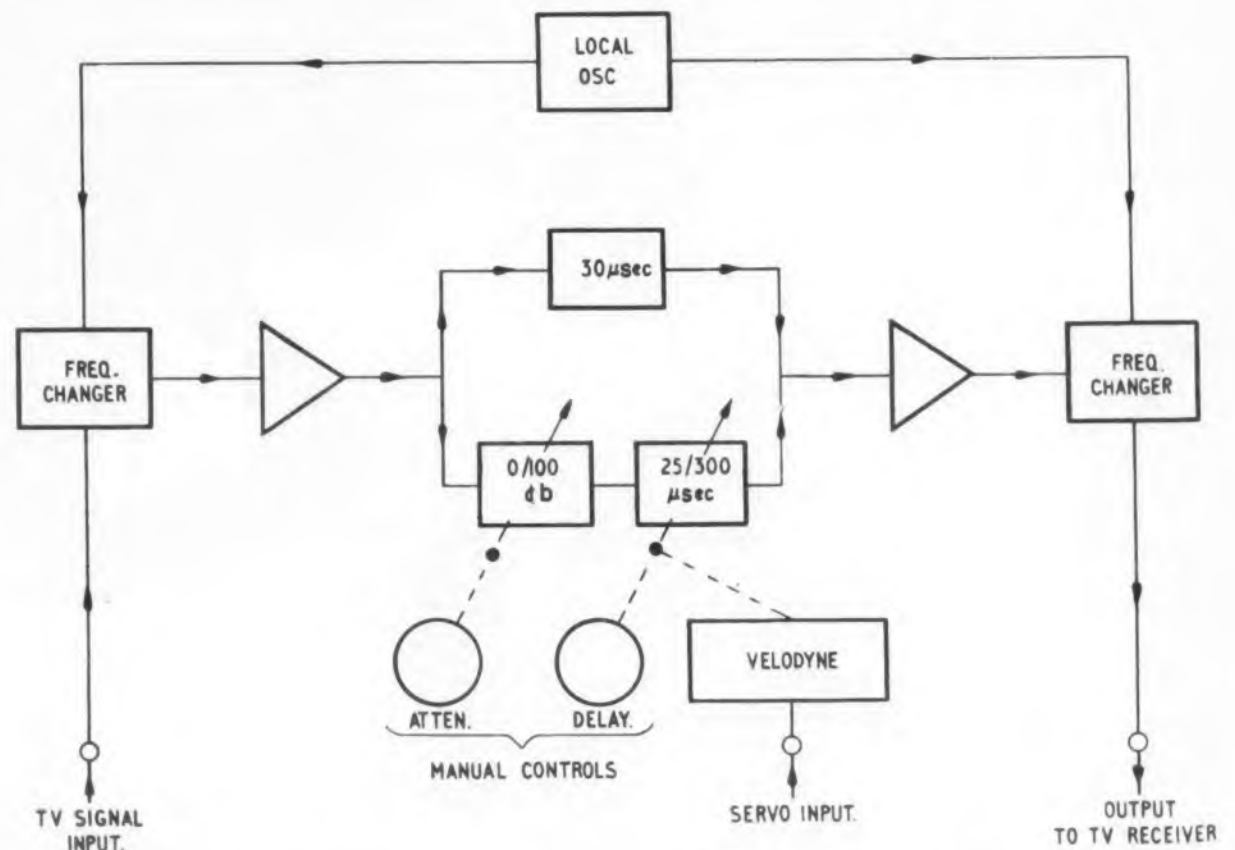 LOCAL
OSC
30µsec
FREQ.
CHANGER
FREQ.
CHANGER
0/100
db
25/300
µsec
VELODYNE
ATTEN.
DELAY.
MANUAL CONTROLS
TV SIGNAL
INPUT.
SERVO INPUT.
OUTPUT
TO TV RECEIVER